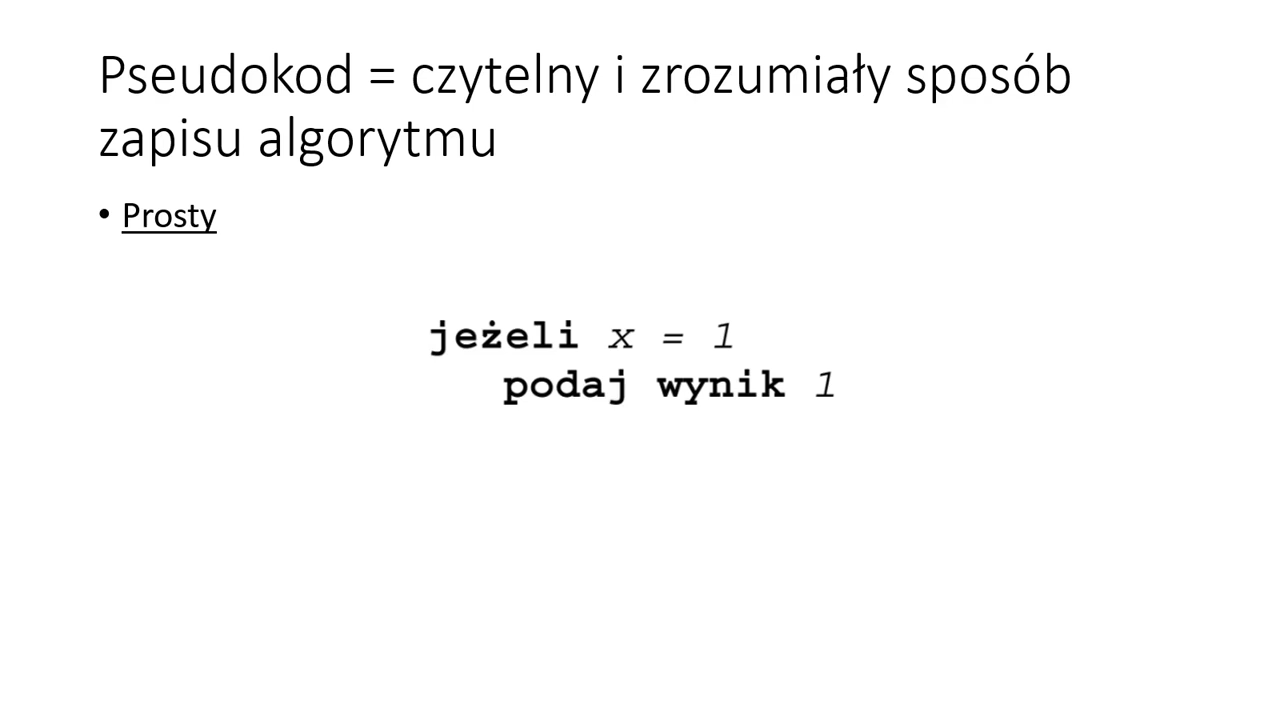 Pseudokod = czytelny i zrozumiały sposób
zapisu algorytmu
• Prosty
jeżeli x = 1
podaj wynik 1